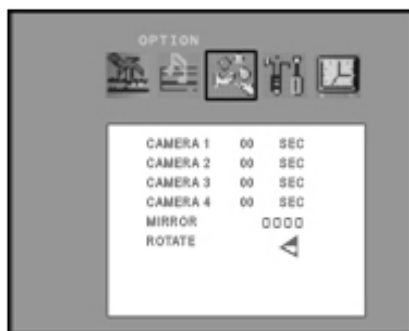 OPTION
CAMERA 1 00 SEC
CAMERA 2 00 SEC
CAMERA 3 00 SEC
CAMERA 4 00 SEC
MIRROR 0000
ROTATE